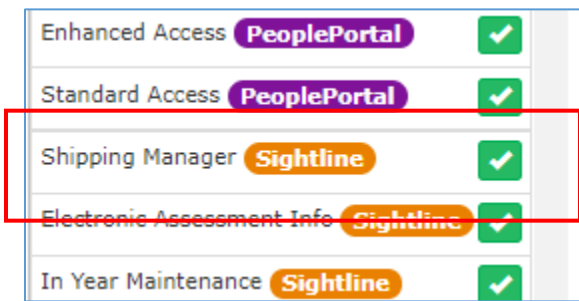 Enhanced Access PeoplePortal
Standard Access PeoplePortal
Shipping Manager Sightline
Electronic Assessment Info Sightline
In Year Maintenance Sightline